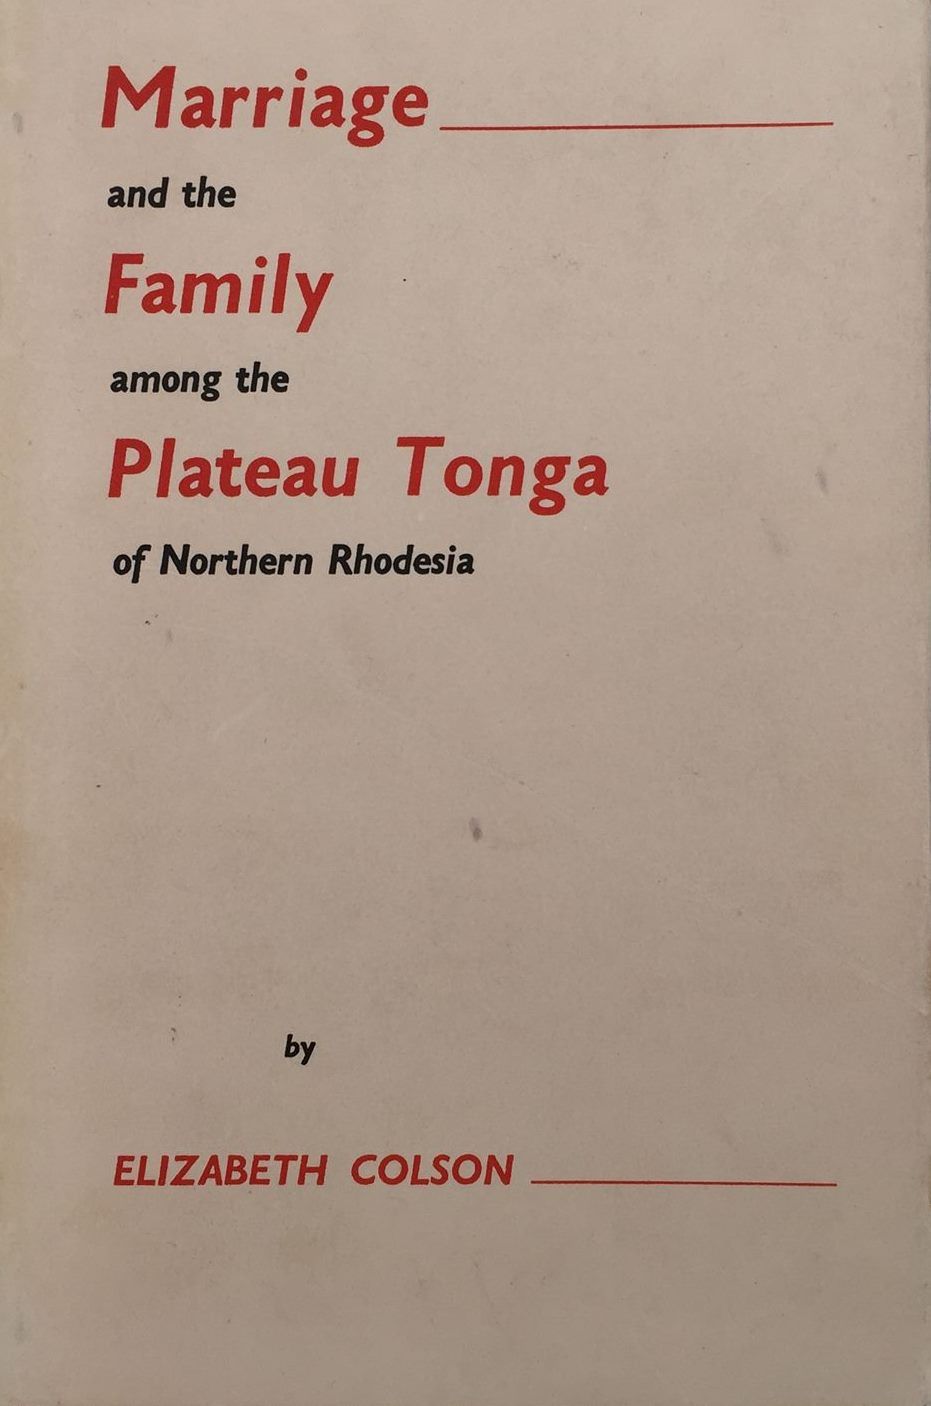 Marriage
and the
Family
among the
Plateau Tonga
of Northern Rhodesia
by
ELIZABETH COLSON